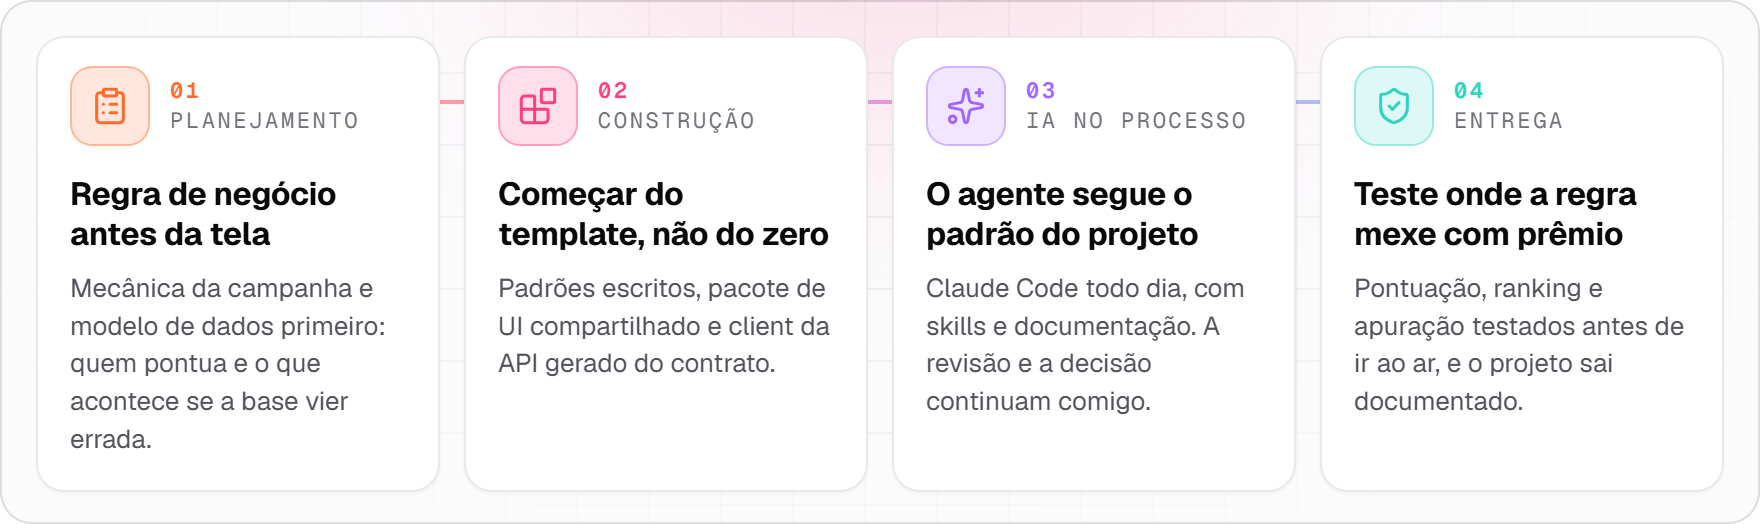 01
PLANEJAMENTO
Regra de negócio
antes da tela
Mecânica da campanha e
modelo de dados primeiro:
quem pontua e o que
acontece se a base vier
errada.
02
CONSTRUÇÃO
Começar do
template, não do zero
Padrões escritos, pacote de
UI compartilhado e client da
API gerado do contrato.
03
IA NO PROCESSO
O agente segue o
padrão do projeto
Claude Code todo dia, com
skills e documentação. A
revisão e a decisão
continuam comigo.
04
ENTREGA
Teste onde a regra
mexe com prêmio
Pontuação, ranking e
apuração testados antes de
ir ao ar, e o projeto sai
documentado.